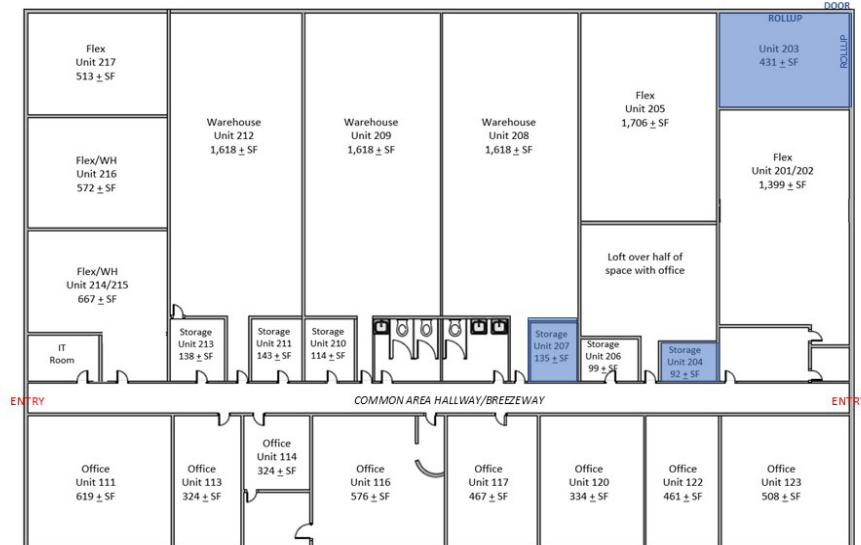 DOOR
ROLLUP
ROLLUP
Flex
Unit 217
513 ± SF
Warehouse
Unit 212
1,618 ± SF
Warehouse
Unit 209
1,618 ± SF
Warehouse
Unit 208
1,618 ± SF
Flex
Unit 205
1,706 ± SF
Unit 203
431 ± SF
Flex/WH
Unit 216
572 ± SF
Flex
Unit 201/202
1,399 ± SF
Flex/WH
Unit 214/215
667 ± SF
Loft over half of
space with office
IT
Room
Storage
Unit 213
138 ± SF
Storage
Unit 211
143 ± SF
Storage
Unit 210
114 ± SF
Storage
Unit 207
135 ± SF
Storage
Unit 206
99 ± SF
Storage
Unit 204
92 ± SF
ENTRY
COMMON AREA HALLWAY/BREEZEWAY
ENTRY
Office
Unit 111
619 ± SF
Office
Unit 113
324 ± SF
Office
Unit 114
324 ± SF
Office
Unit 116
576 ± SF
Office
Unit 117
467 ± SF
Office
Unit 120
334 ± SF
Office
Unit 122
461 ± SF
Office
Unit 123
508 ± SF